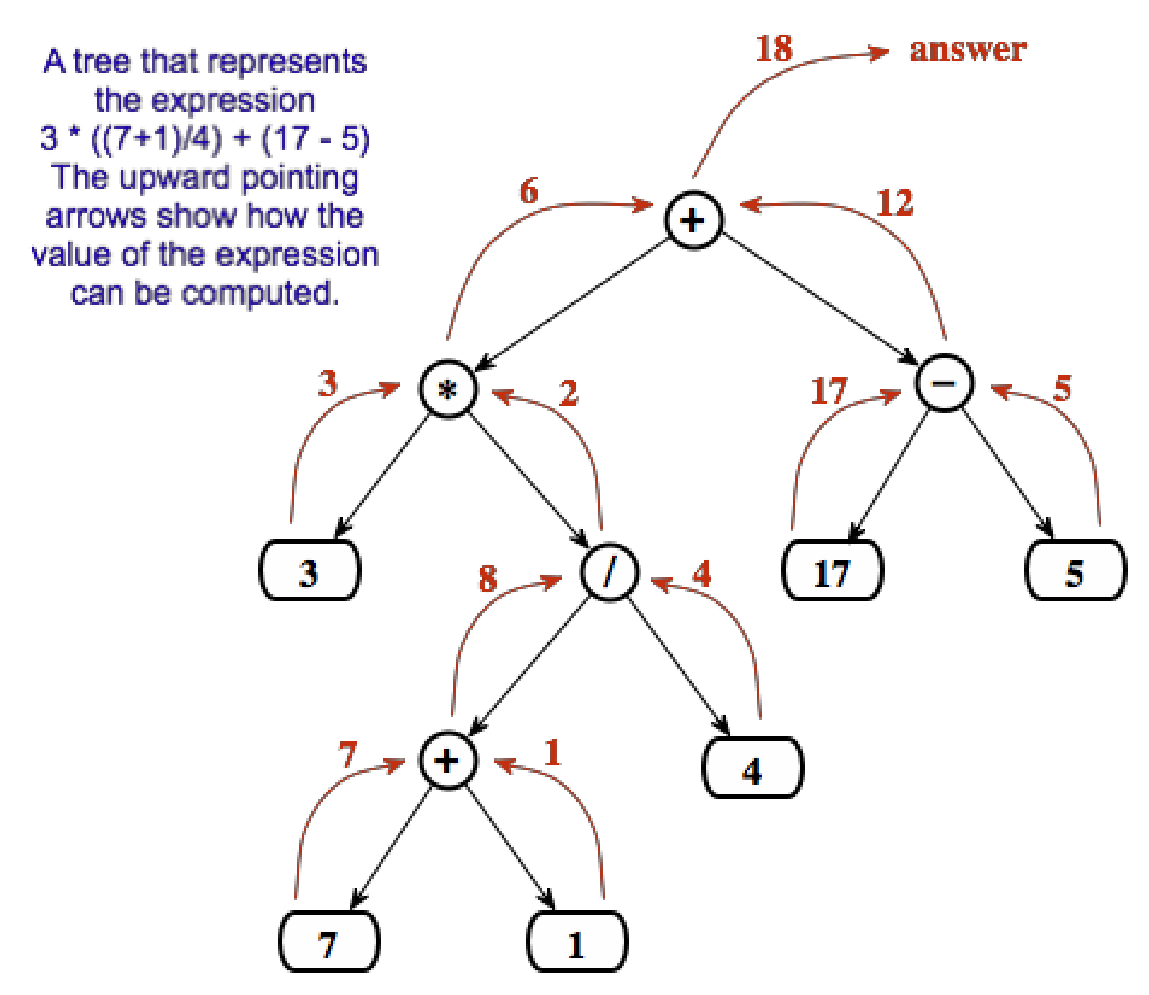 A tree that represents
the expression
3 * ((7+1)/4) + (17 - 5)
The upward pointing
arrows show how the
value of the expression
can be computed.
18 answer
6 + 12
3 * 2 17 − 5
3 8 / 4 17 5
7 + 1 4
7 1